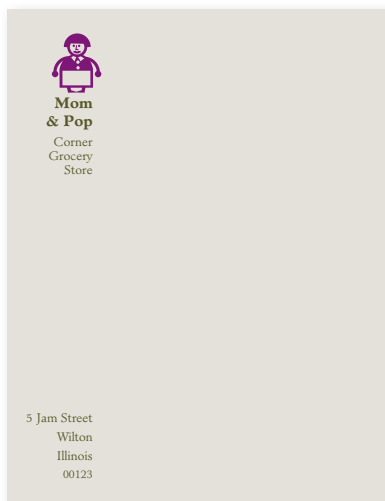 Mom
& Pop
Corner
Grocery
Store
5 Jam Street
Wilton
Illinois
00123